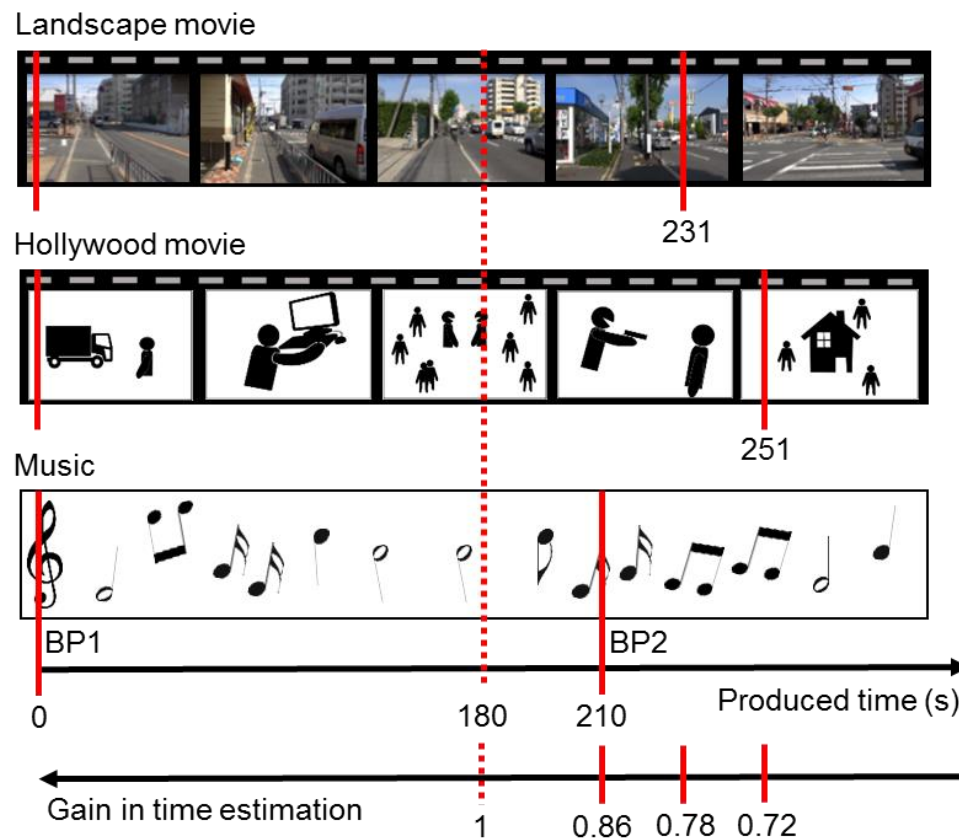 Landscape movie
231
Hollywood movie
251
Music
BP1 BP2
Produced time (s)
0 180 210
Gain in time estimation
1 0.86 0.78 0.72